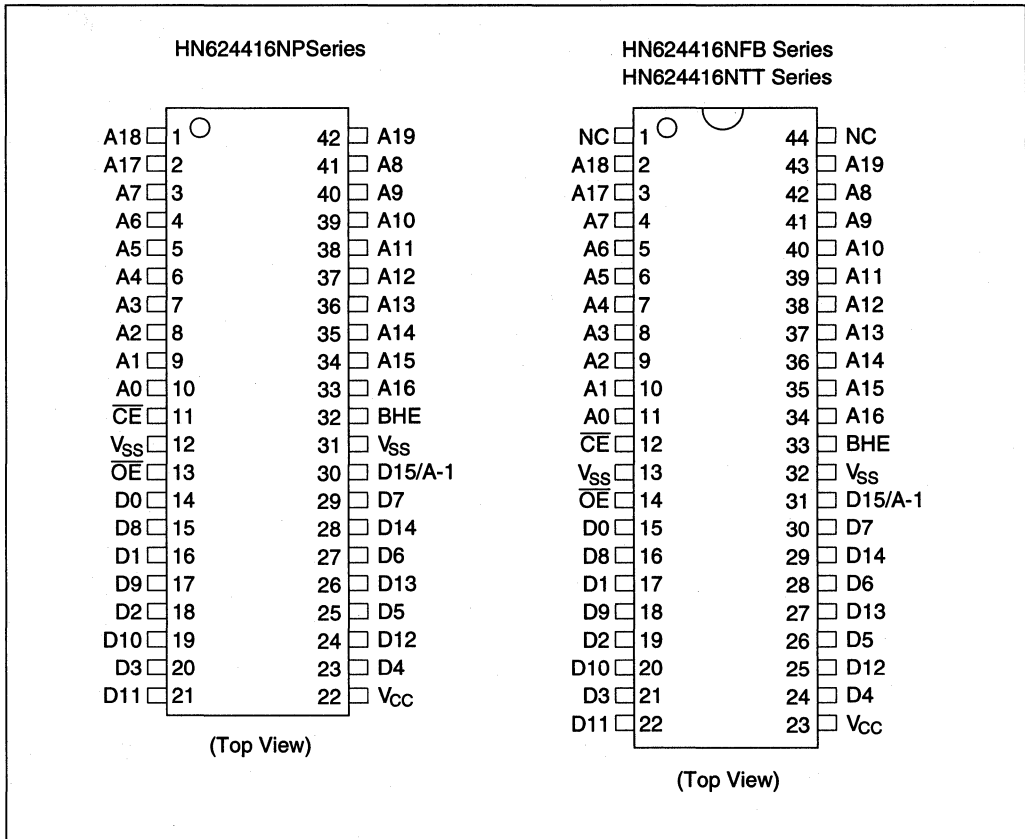 HN624416NPSeries
A18 1 42 A19
A17 2 41 A8
A7 3 40 A9
A6 4 39 A10
A5 5 38 A11
A4 6 37 A12
A3 7 36 A13
A2 8 35 A14
A1 9 34 A15
A0 10 33 A16
CE 11 32 BHE
VSS 12 31 VSS
OE 13 30 D15/A-1
D0 14 29 D7
D8 15 28 D14
D1 16 27 D6
D9 17 26 D13
D2 18 25 D5
D10 19 24 D12
D3 20 23 D4
D11 21 22 VCC
(Top View)
HN624416NFB Series
HN624416NTT Series
NC 1 44 NC
A18 2 43 A19
A17 3 42 A8
A7 4 41 A9
A6 5 40 A10
A5 6 39 A11
A4 7 38 A12
A3 8 37 A13
A2 9 36 A14
A1 10 35 A15
A0 11 34 A16
CE 12 33 BHE
VSS 13 32 VSS
OE 14 31 D15/A-1
D0 15 30 D7
D8 16 29 D14
D1 17 28 D6
D9 18 27 D13
D2 19 26 D5
D10 20 25 D12
D3 21 24 D4
D11 22 23 VCC
(Top View)